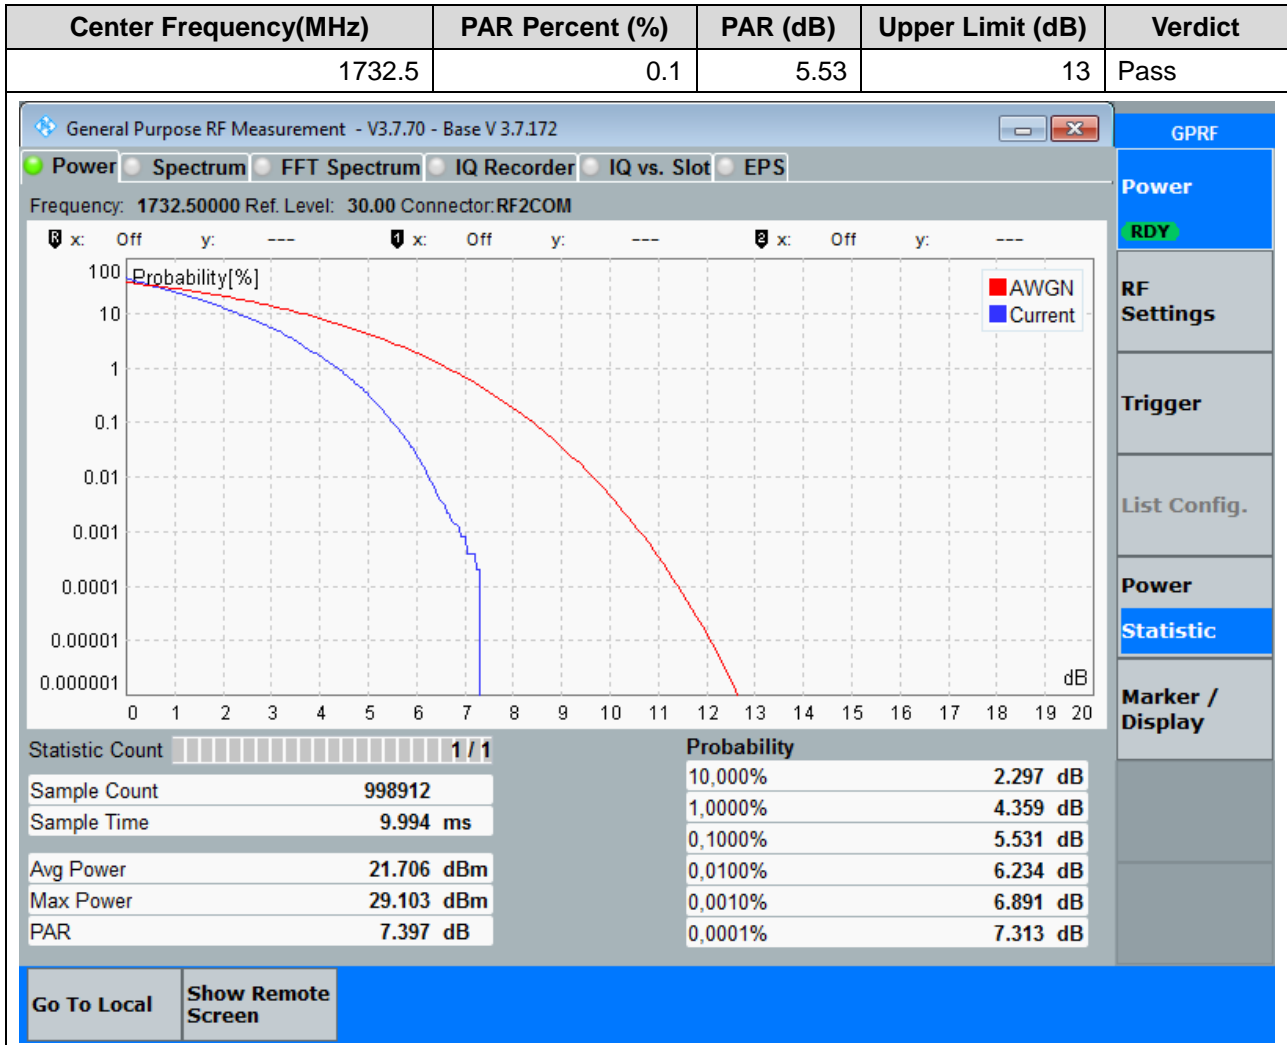 Center Frequency(MHz) PAR Percent (%) PAR (dB) Upper Limit (dB) Verdict
1732.5 0.1 5.53 13 Pass
General Purpose RF Measurement - V3.7.70 - Base V 3.7.172
GPRF
Power Spectrum FFT Spectrum IQ Recorder IQ vs. Slot EPS
Frequency: 1732.50000 Ref. Level: 30.00 Connector:RF2COM
R x: Off y: --- 1 x: Off y: --- 2 x: Off y: ---
Probability[%]
AWGN
Current
100
10
1
0.1
0.01
0.001
0.0001
0.00001
0.000001
dB
0 1 2 3 4 5 6 7 8 9 10 11 12 13 14 15 16 17 18 19 20
Statistic Count 1 / 1
Sample Count 998912
Sample Time 9.994 ms
Avg Power 21.706 dBm
Max Power 29.103 dBm
PAR 7.397 dB
Probability
10,000% 2.297 dB
1,0000% 4.359 dB
0,1000% 5.531 dB
0,0100% 6.234 dB
0,0010% 6.891 dB
0,0001% 7.313 dB
Power
RDY
RF
Settings
Trigger
List Config.
Power
Statistic
Marker /
Display
Go To Local
Show Remote
Screen